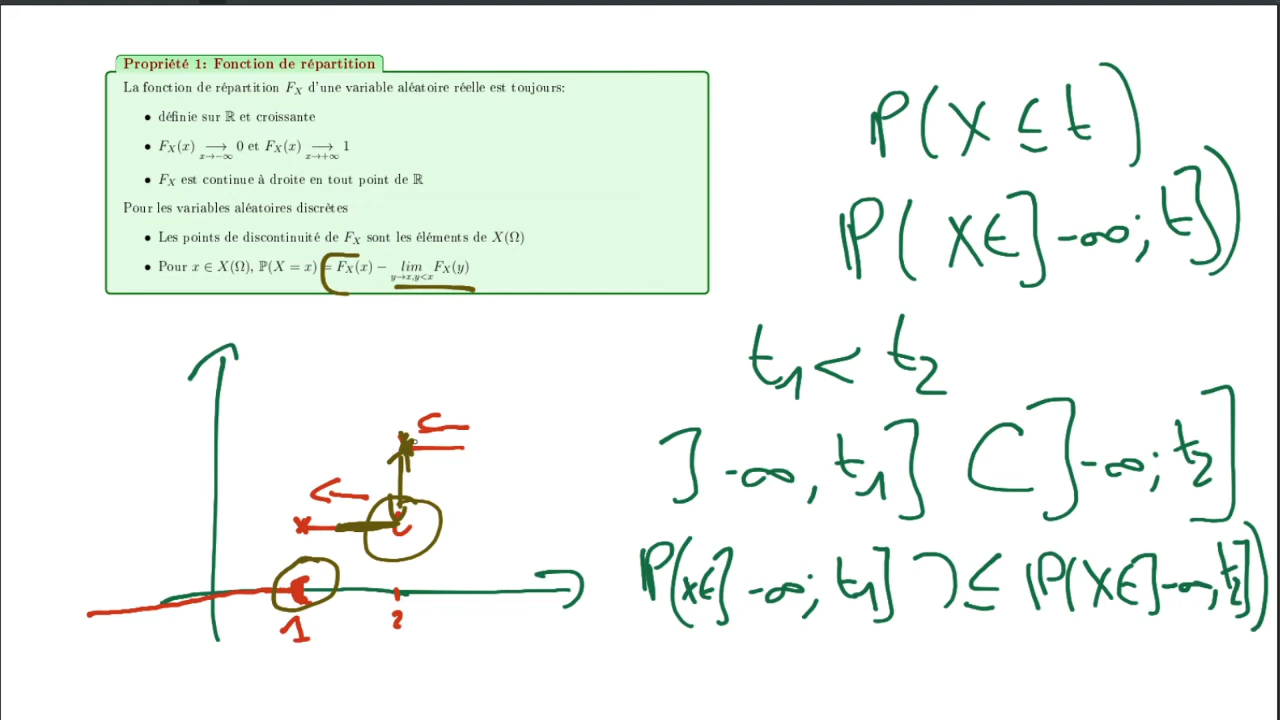 Propriété 1: Fonction de répartition
La fonction de répartition F_X d'une variable aléatoire réelle est toujours:
• définie sur ℝ et croissante
• F_X(x) ⟶ 0 et F_X(x) ⟶ 1
x→−∞ x→+∞
• F_X est continue à droite en tout point de ℝ
Pour les variables aléatoires discrètes
• Les points de discontinuité de F_X sont les éléments de X(Ω)
• Pour x ∈ X(Ω), ℙ(X = x) = F_X(x) − lim F_X(y)
y→x,y<x
ℙ(X ≤ t)
ℙ(X∈]-∞; t])
t₁ < t₂
]-∞, t₁] ⊂ ]-∞; t₂]
ℙ(X∈]-∞; t₁]) ≤ ℙ(X∈]-∞, t₂])
1
2